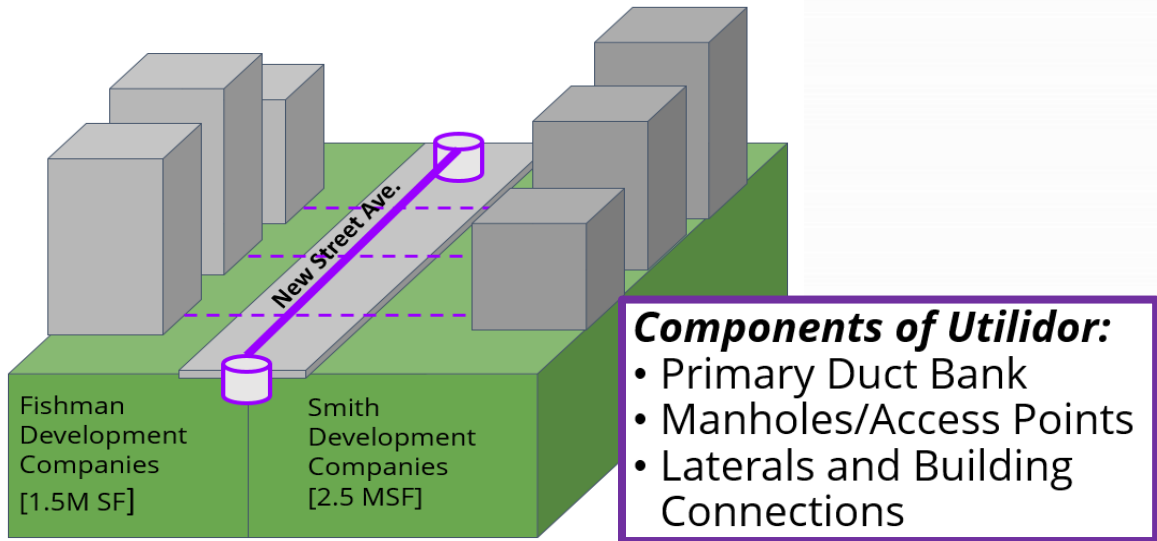 New Street Ave.
Fishman
Development
Companies
[1.5M SF]
Smith
Development
Companies
[2.5 MSF]
Components of Utilidor:
• Primary Duct Bank
• Manholes/Access Points
• Laterals and Building
Connections